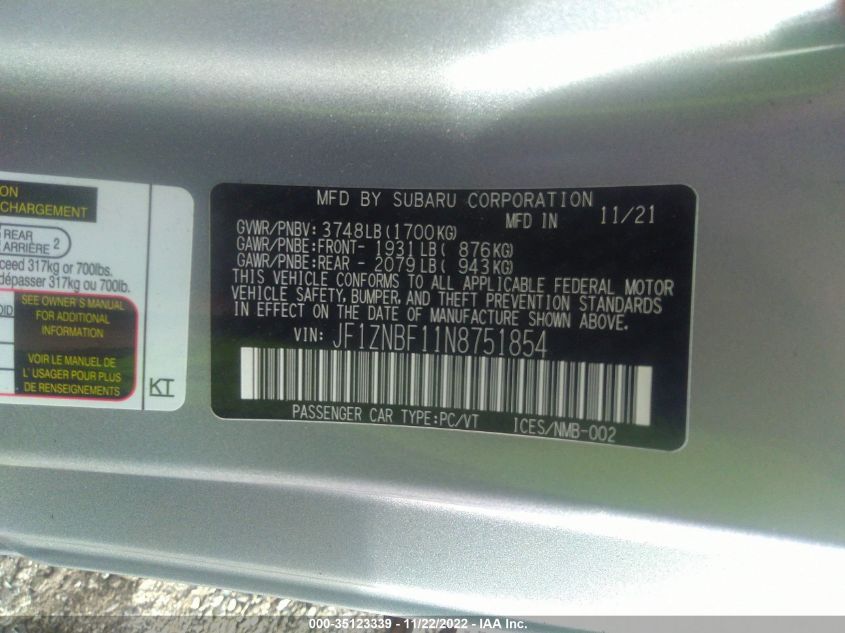 ON
CHARGEMENT
REAR
ARRIÈRE 2
ceed 317kg or 700lbs.
dépasser 317 kg ou 700 lb.
SEE OWNER'S MANUAL
FOR ADDITIONAL
INFORMATION
VOIR LE MANUEL DE
L'USAGER POUR PLUS
DE RENSEIGNEMENTS
KT
MFD BY SUBARU CORPORATION
MFD IN 11/21
GVWR/PNBV: 3748LB(1700KG)
GAWR/PNBE:FRONT- 1931LB( 876KG)
GAWR/PNBE:REAR - 2079LB( 943KG)
THIS VEHICLE CONFORMS TO ALL APPLICABLE FEDERAL MOTOR
VEHICLE SAFETY, BUMPER, AND THEFT PREVENTION STANDARDS
IN EFFECT ON THE DATE OF MANUFACTURE SHOWN ABOVE.
VIN: JF1ZNBF11N8751854
PASSENGER CAR TYPE:PC/VT ICES/NMB-002
000-35123339 - 11/22/2022 - IAA Inc.